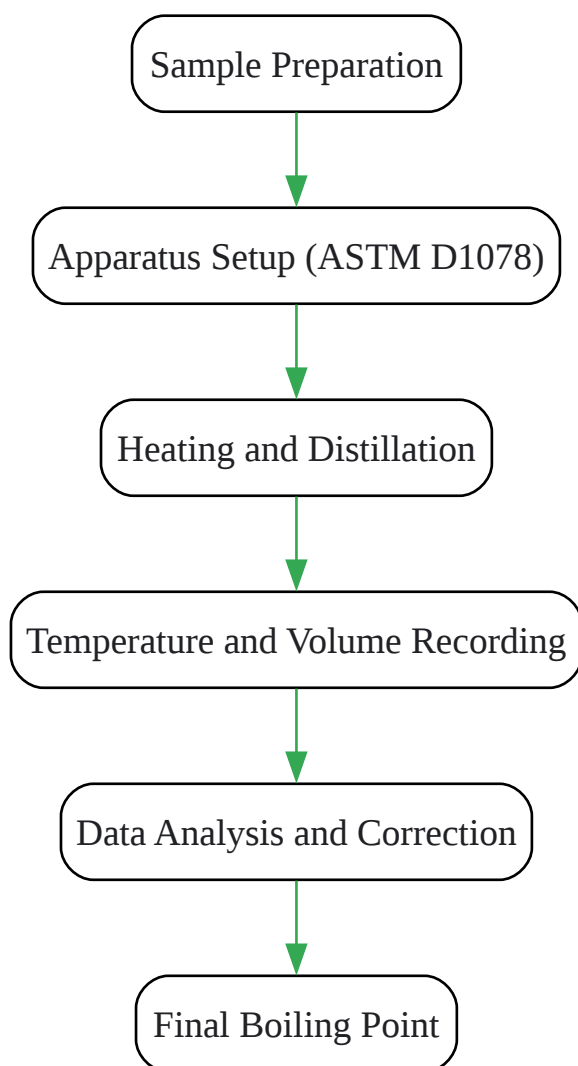 Sample Preparation
Apparatus Setup (ASTM D1078)
Heating and Distillation
Temperature and Volume Recording
Data Analysis and Correction
Final Boiling Point